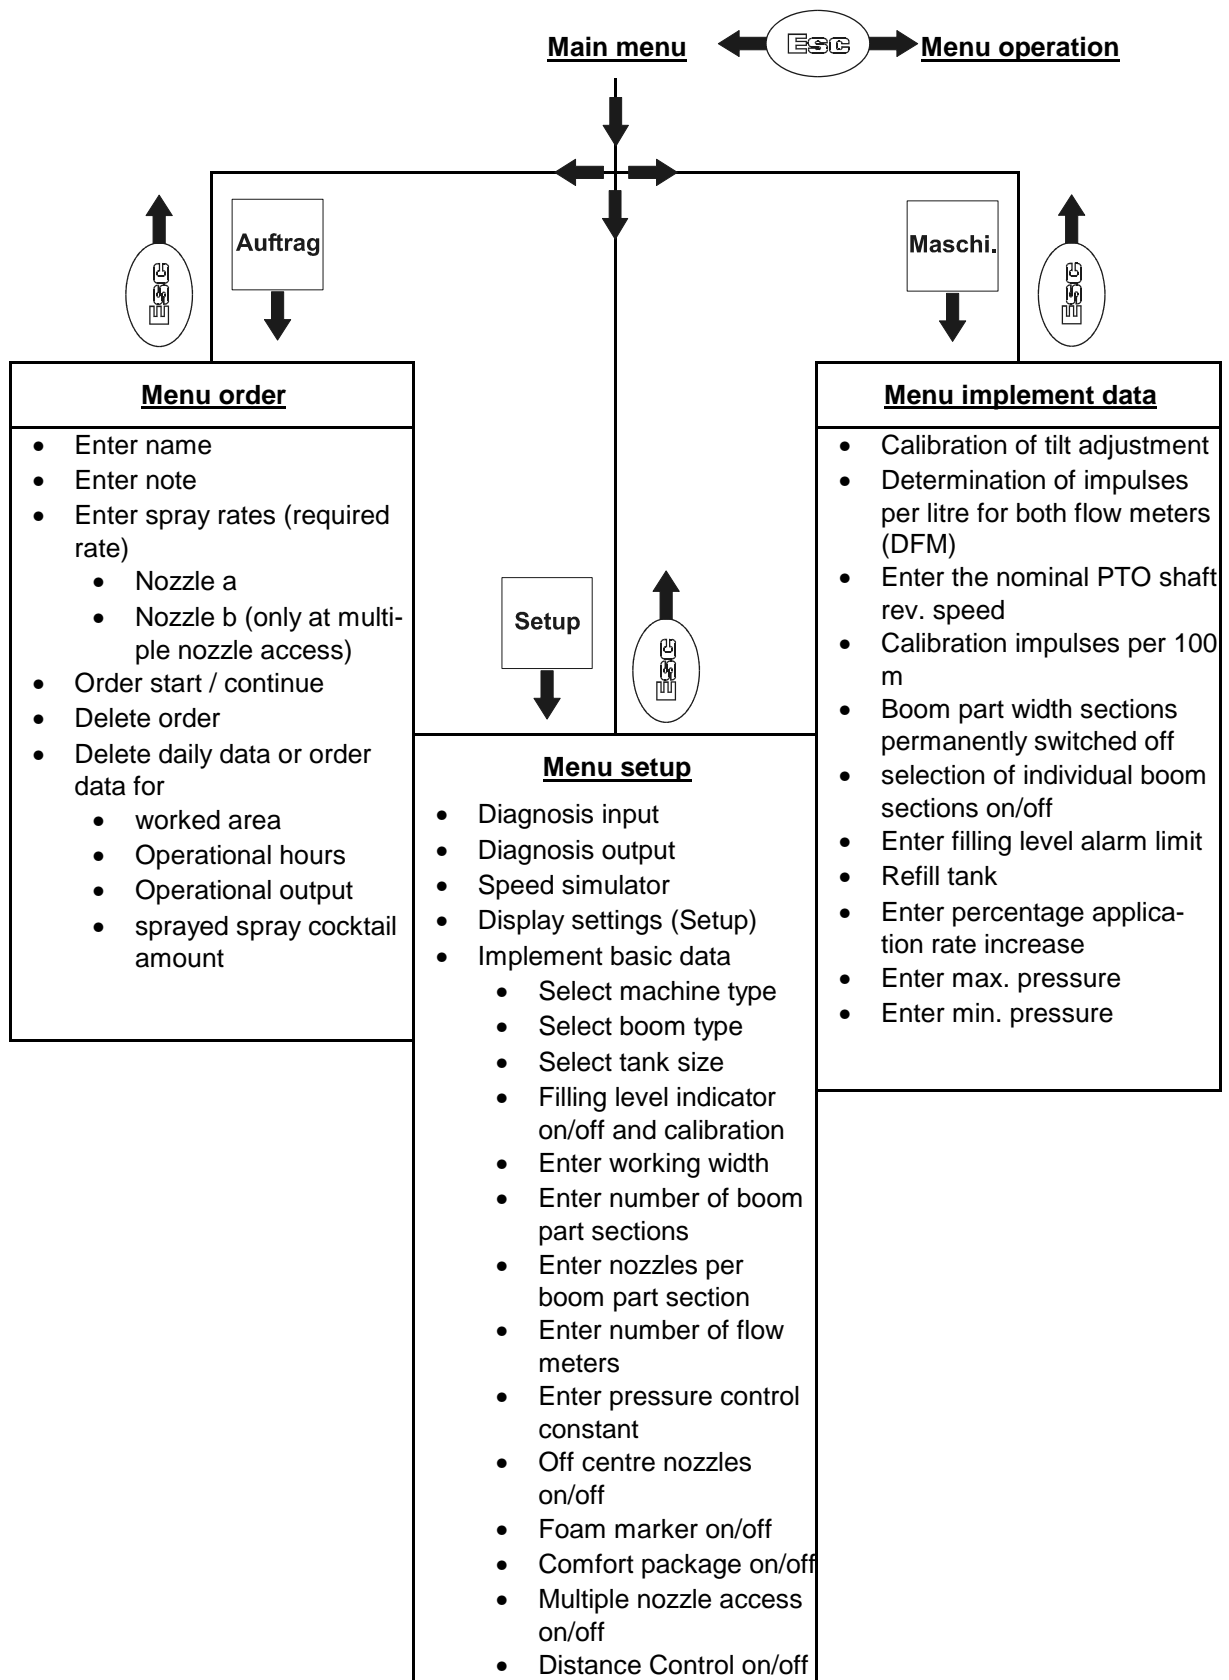 Main menu
Esc
Menu operation
ESC
Auftrag
Maschi.
ESC
Menu order
• Enter name
• Enter note
• Enter spray rates (required
rate)
• Nozzle a
• Nozzle b (only at multi-
ple nozzle access)
• Order start / continue
• Delete order
• Delete daily data or order
data for
• worked area
• Operational hours
• Operational output
• sprayed spray cocktail
amount
Setup
ESC
Menu setup
• Diagnosis input
• Diagnosis output
• Speed simulator
• Display settings (Setup)
• Implement basic data
• Select machine type
• Select boom type
• Select tank size
• Filling level indicator
on/off and calibration
• Enter working width
• Enter number of boom
part sections
• Enter nozzles per
boom part section
• Enter number of flow
meters
• Enter pressure control
constant
• Off centre nozzles
on/off
• Foam marker on/off
• Comfort package on/off
• Multiple nozzle access
on/off
• Distance Control on/off
Menu implement data
• Calibration of tilt adjustment
• Determination of impulses
per litre for both flow meters
(DFM)
• Enter the nominal PTO shaft
rev. speed
• Calibration impulses per 100
m
• Boom part width sections
permanently switched off
• selection of individual boom
sections on/off
• Enter filling level alarm limit
• Refill tank
• Enter percentage applica-
tion rate increase
• Enter max. pressure
• Enter min. pressure